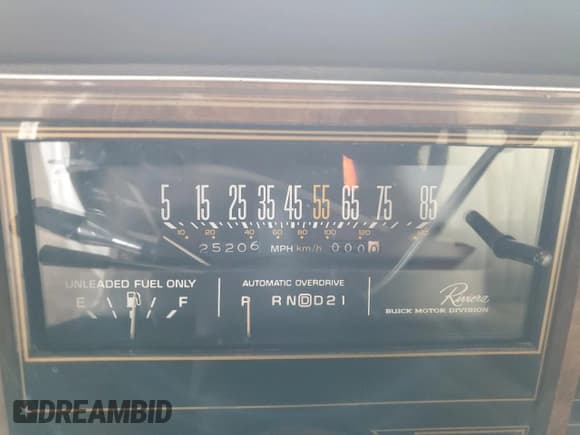 5 15 25 35 45 55 65 75 85
10 20 40 60 80 100 120
25206 MPH km/h 0000
UNLEADED FUEL ONLY
E F
AUTOMATIC OVERDRIVE
P R N D D 2 1
Riviera
BUICK MOTOR DIVISION
DREAMBID